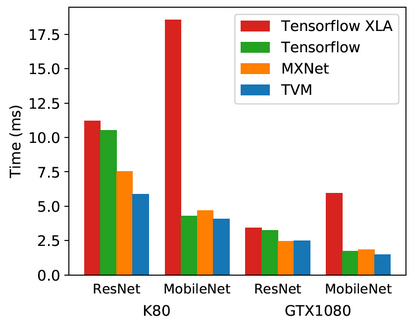 Time (ms)
17.5
15.0
12.5
10.0
7.5
5.0
2.5
0.0
Tensorflow XLA
Tensorflow
MXNet
TVM
ResNet MobileNet ResNet MobileNet
K80 GTX1080